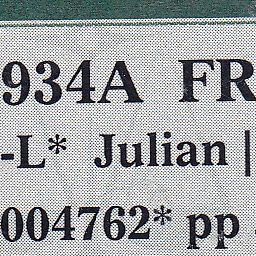 934A FR
-L* Julian |
004762* pp